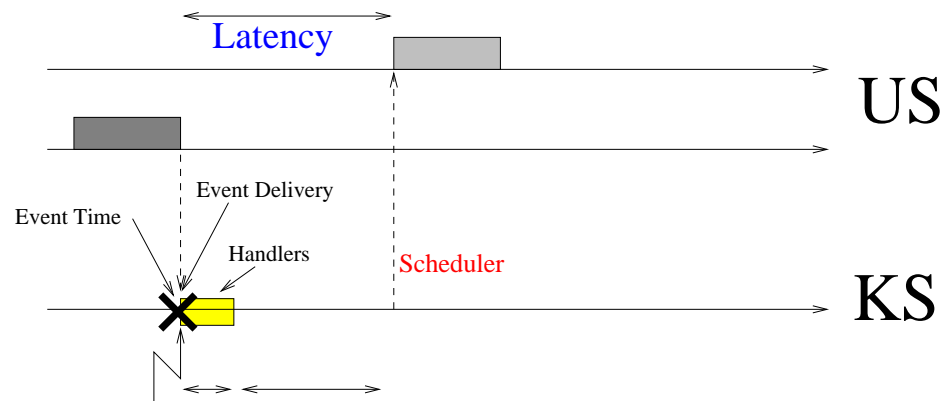 Latency
US
Event Delivery
Event Time
Handlers
Scheduler
KS